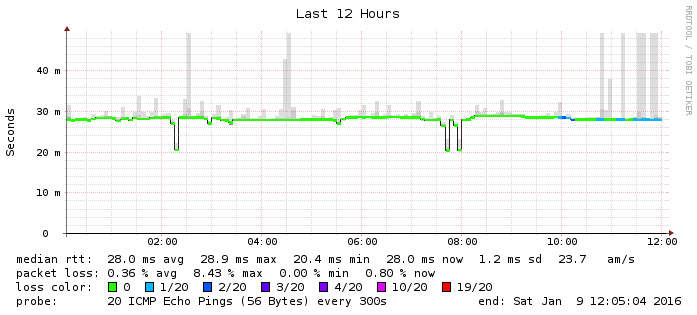 Last 12 Hours
RRDTOOL / TOBI OETIKER
Seconds
40 m
30 m
20 m
10 m
0
02:00 04:00 06:00 08:00 10:00 12:00
median rtt: 28.0 ms avg 28.9 ms max 20.4 ms min 28.0 ms now 1.2 ms sd 23.7 am/s
packet loss: 0.36 % avg 8.43 % max 0.00 % min 0.80 % now
loss color: 0 1/20 2/20 3/20 4/20 10/20 19/20
probe: 20 ICMP Echo Pings (56 Bytes) every 300s end: Sat Jan 9 12:05:04 2016